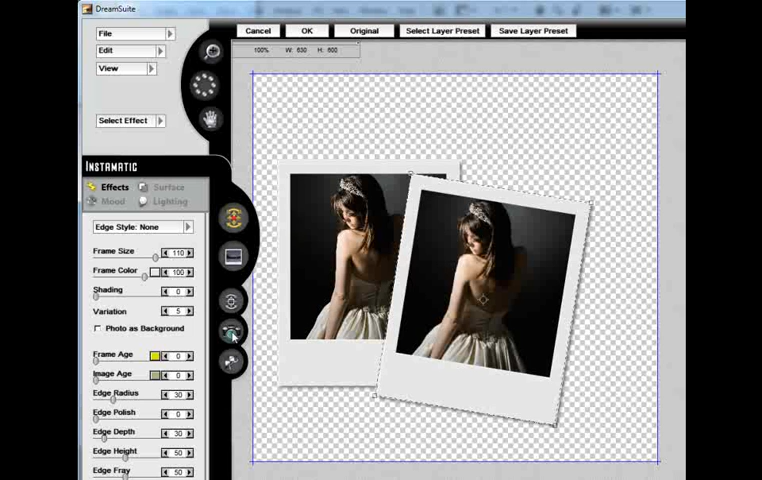 DreamSuite
File
Edit
View
Select Effect
Cancel OK Original Select Layer Preset Save Layer Preset
100% W: 630 H: 600
INSTAMATIC
Effects Surface
Mood Lighting
Edge Style: None
Frame Size 110
Frame Color 100
Shading 0
Variation 5
Photo as Background
Frame Age 0
Image Age 0
Edge Radius 30
Edge Polish 0
Edge Depth 30
Edge Height 50
Edge Fray 50